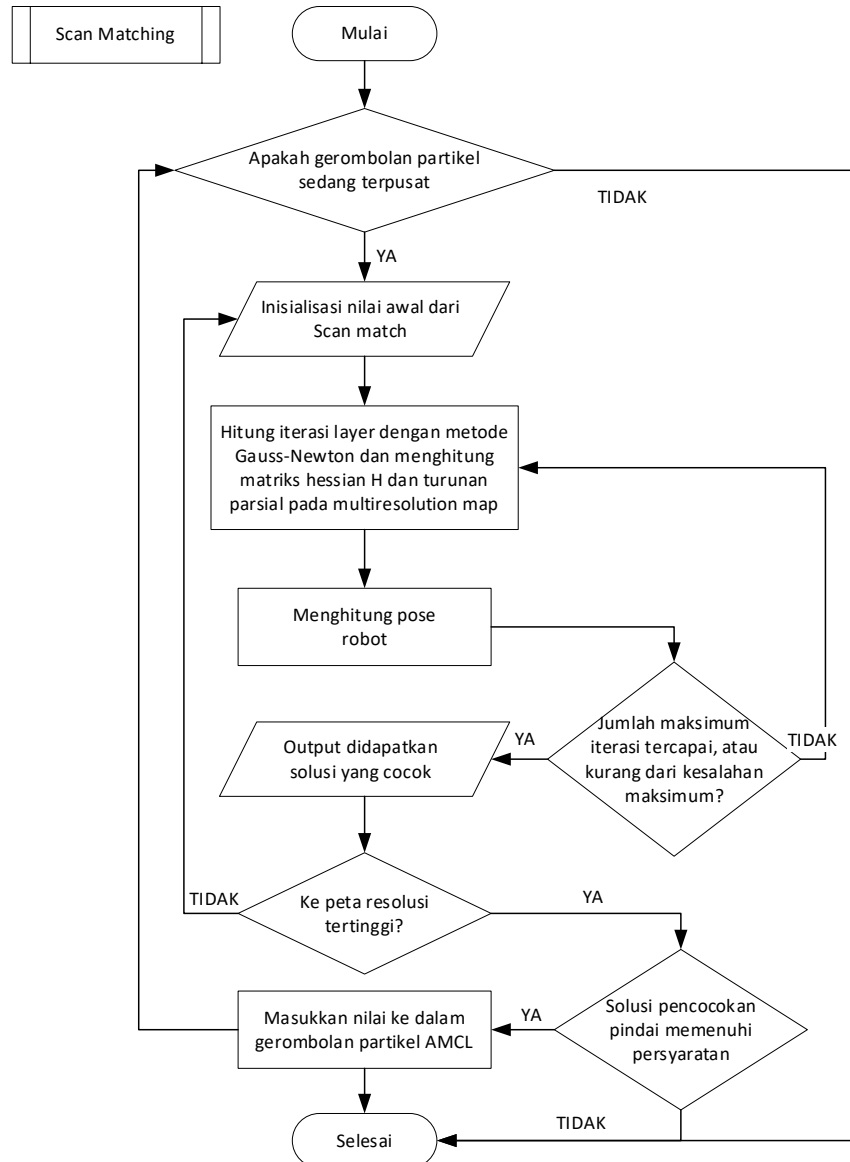 Scan Matching
Mulai
Apakah gerombolan partikel
sedang terpusat
TIDAK
YA
Inisialisasi nilai awal dari
Scan match
Hitung iterasi layer dengan metode
Gauss-Newton dan menghitung
matriks hessian H dan turunan
parsial pada multiresolution map
Menghitung pose
robot
Jumlah maksimum
iterasi tercapai, atau
kurang dari kesalahan
maksimum?
TIDAK
YA
Output didapatkan
solusi yang cocok
Ke peta resolusi
tertinggi?
TIDAK
YA
Solusi pencocokan
pindai memenuhi
persyaratan
YA
Masukkan nilai ke dalam
gerombolan partikel AMCL
TIDAK
Selesai